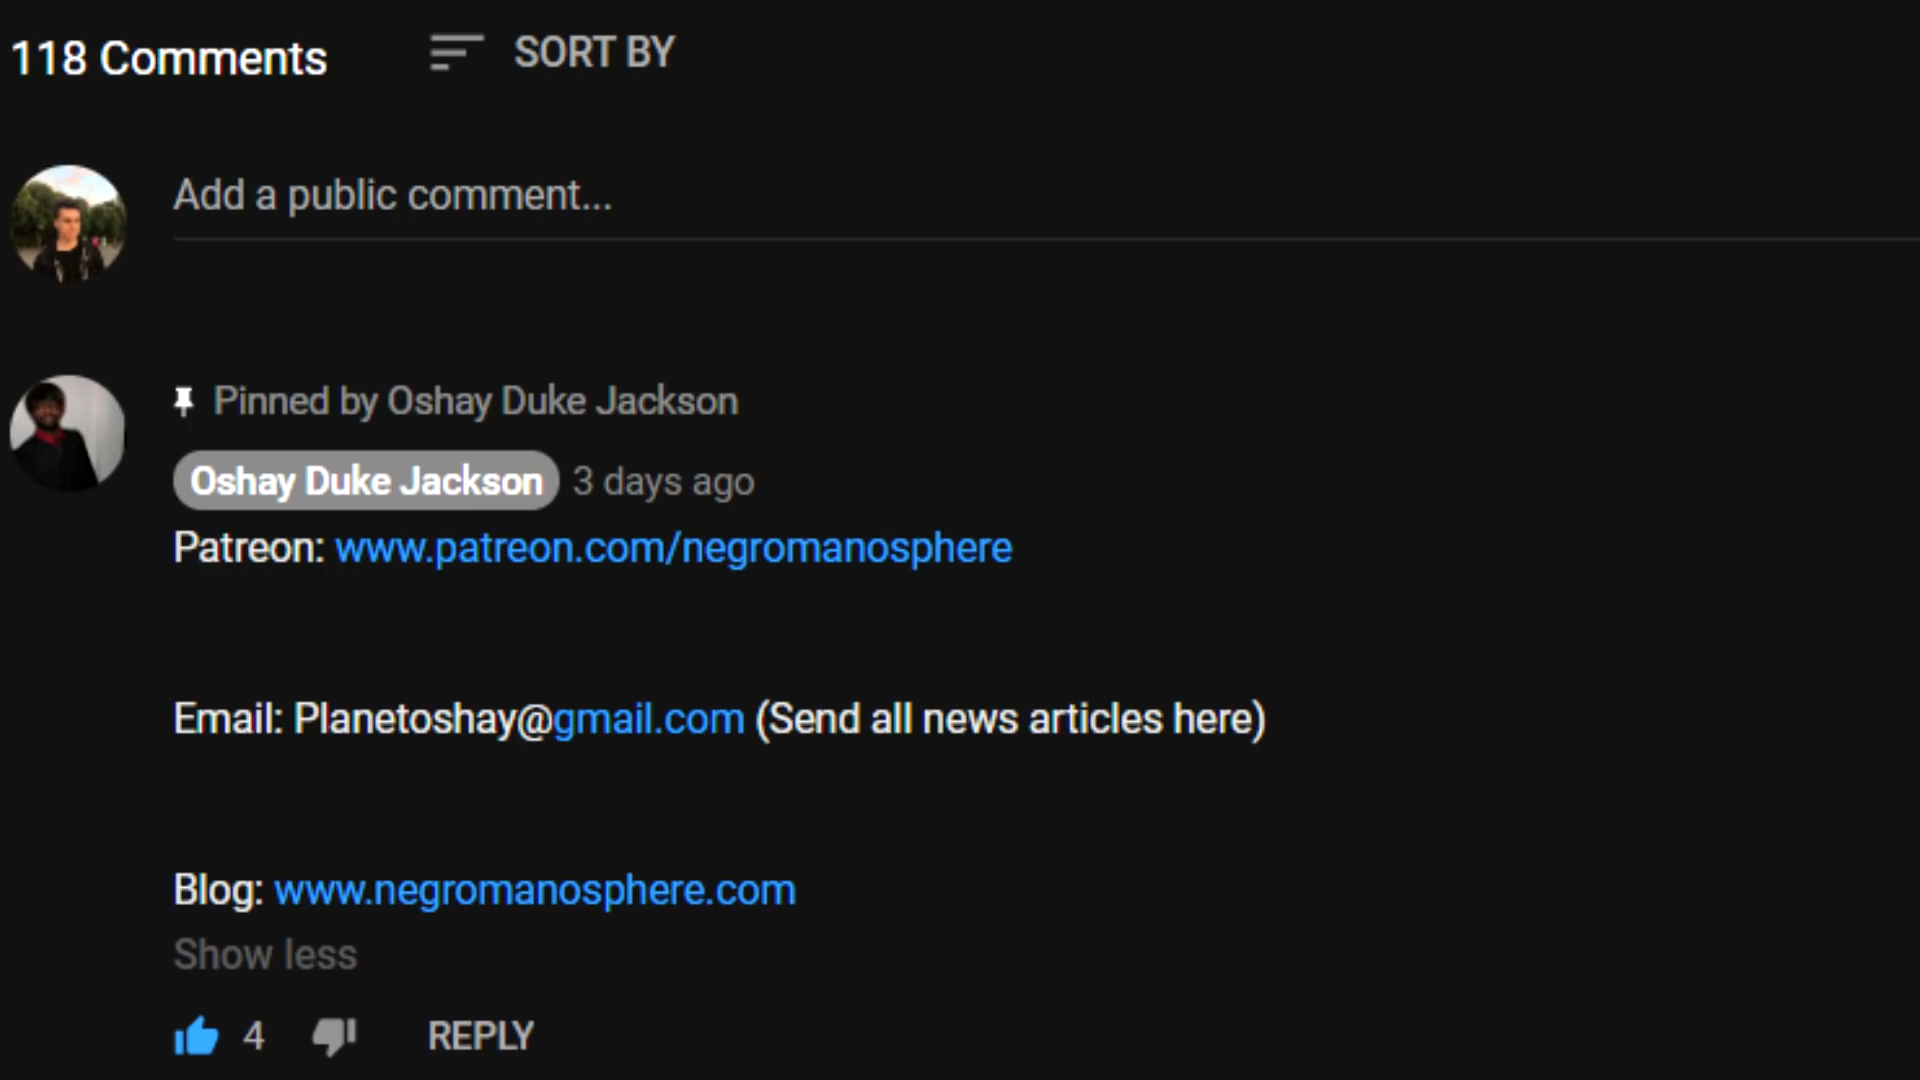 118 Comments
SORT BY
Add a public comment...
Pinned by Oshay Duke Jackson
Oshay Duke Jackson 3 days ago
Patreon: www.patreon.com/negromanosphere
Email: Planetoshay@gmail.com (Send all news articles here)
Blog: www.negromanosphere.com
Show less
4 REPLY